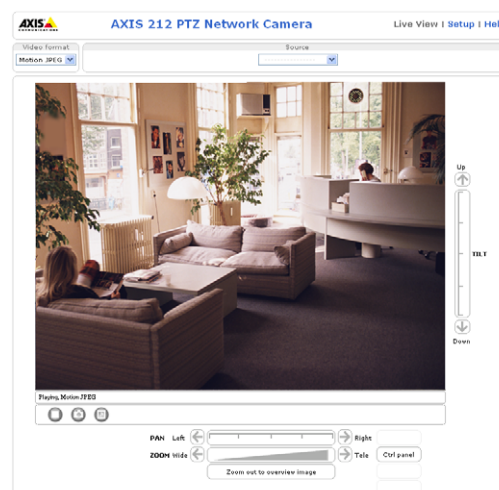 AXIS
COMMUNICATIONS
AXIS 212 PTZ Network Camera
Live View | Setup | Hel
Video format
Source
Motion JPEG
Up
TILT
Down
Playing, Motion JPEG
PAN Left
Right
ZOOM Wide
Tele
Ctrl panel
Zoom out to overview image